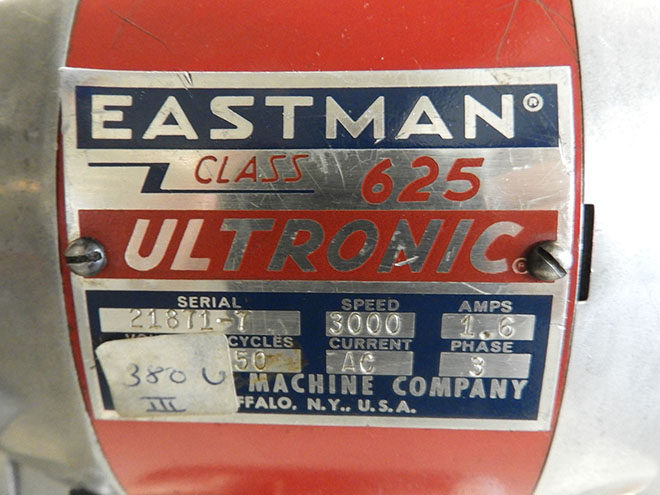 EASTMAN®
CLASS 625
ULTRONIC®
SERIAL SPEED AMPS
21871-7 3000 1.6
CYCLES CURRENT PHASE
50 AC 3
380 V
III
MACHINE COMPANY
FFALO, N.Y., U.S.A.